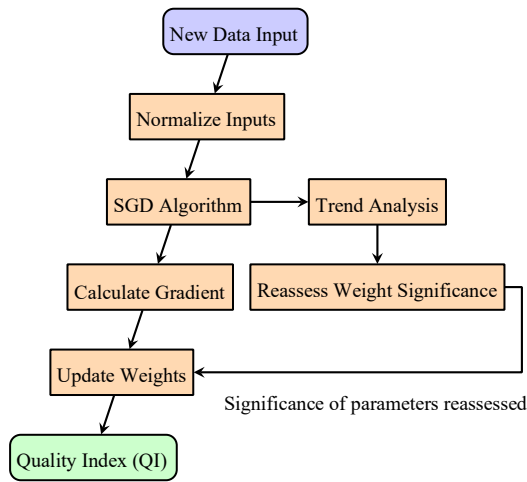 New Data Input
Normalize Inputs
SGD Algorithm
Trend Analysis
Calculate Gradient
Reassess Weight Significance
Update Weights
Significance of parameters reassessed
Quality Index (QI)